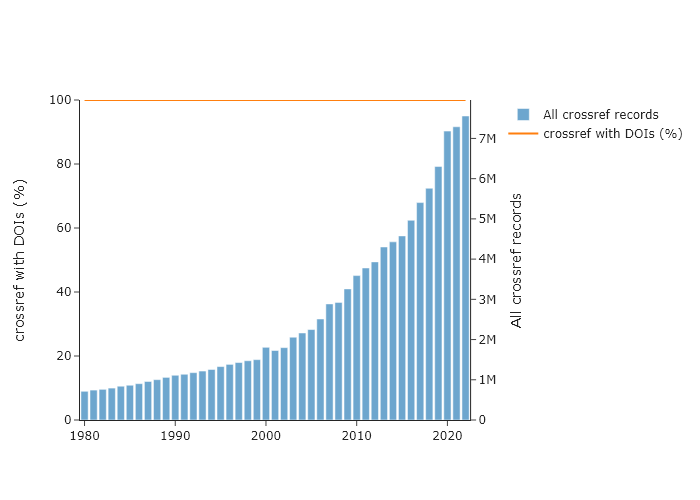 100
80
60
40
20
0
crossref with DOIs (%)
1980
1990
2000
2010
2020
7M
6M
5M
4M
3M
2M
1M
0
All crossref records
All crossref records
crossref with DOIs (%)